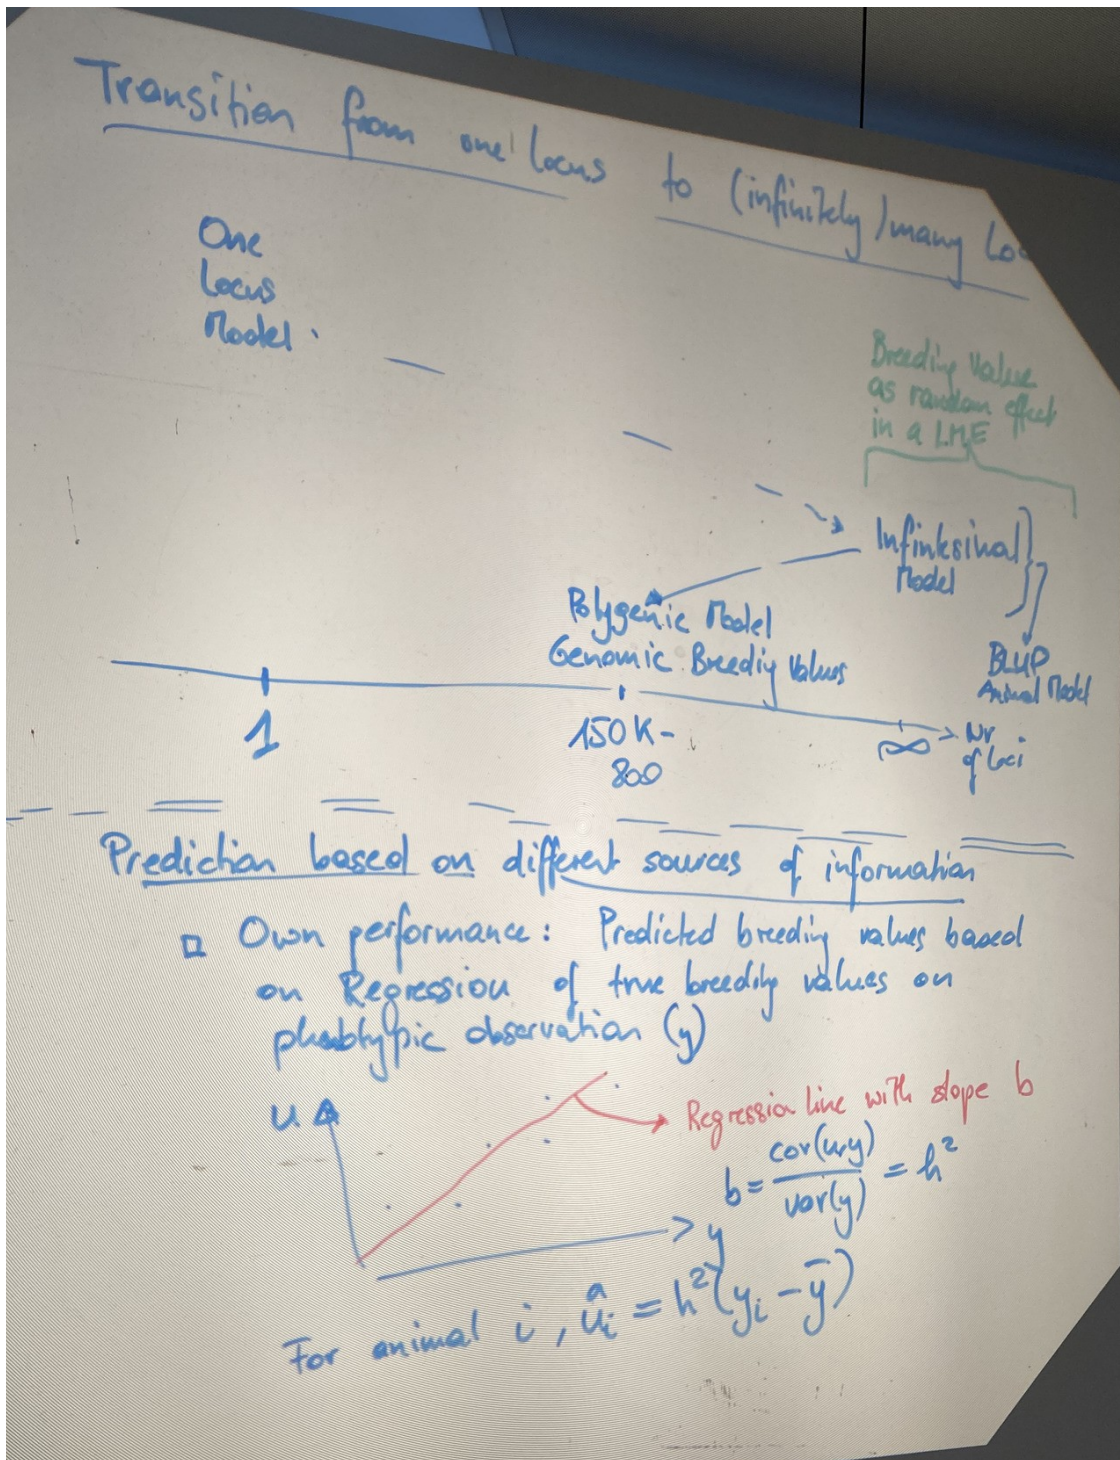 Transition from one locus to (infinitely) many Loc
One
Locus
Model
Breeding Value
as random effect
in a LME
Infinitesimal
Model
Polygenic Model
Genomic Breeding Values
BLUP
Animal Model
1
150K-
800
∞
Nr
of loci
Prediction based on different sources of information
Own performance: Predicted breeding values based
on Regression of true breeding values on
phenotypic observation (y)
u
Regression line with slope b
b = cov(u,y) / var(y) = h²
y
For animal i, ûᵢ = h²(yᵢ - ȳ)